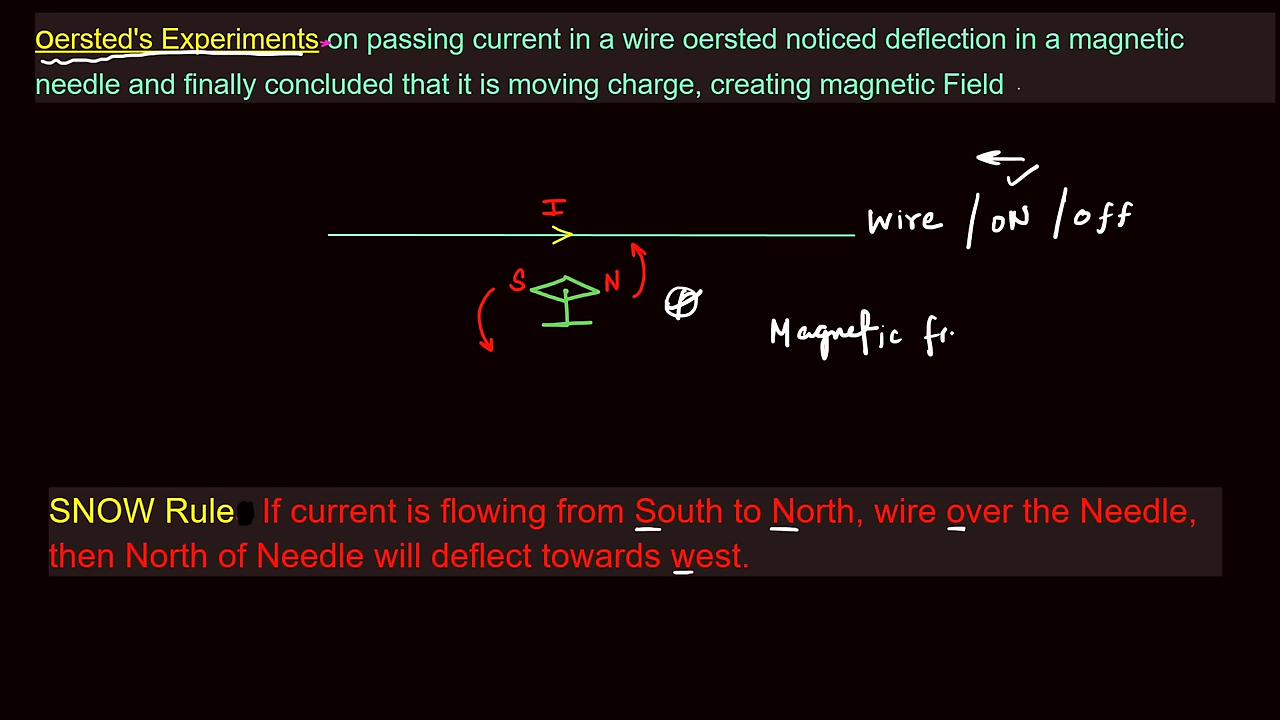 Oersted's Experiments on passing current in a wire oersted noticed deflection in a magnetic
needle and finally concluded that it is moving charge, creating magnetic Field
I
Wire / ON / Off
S N
Magnetic
SNOW Rule If current is flowing from South to North, wire over the Needle,
then North of Needle will deflect towards west.